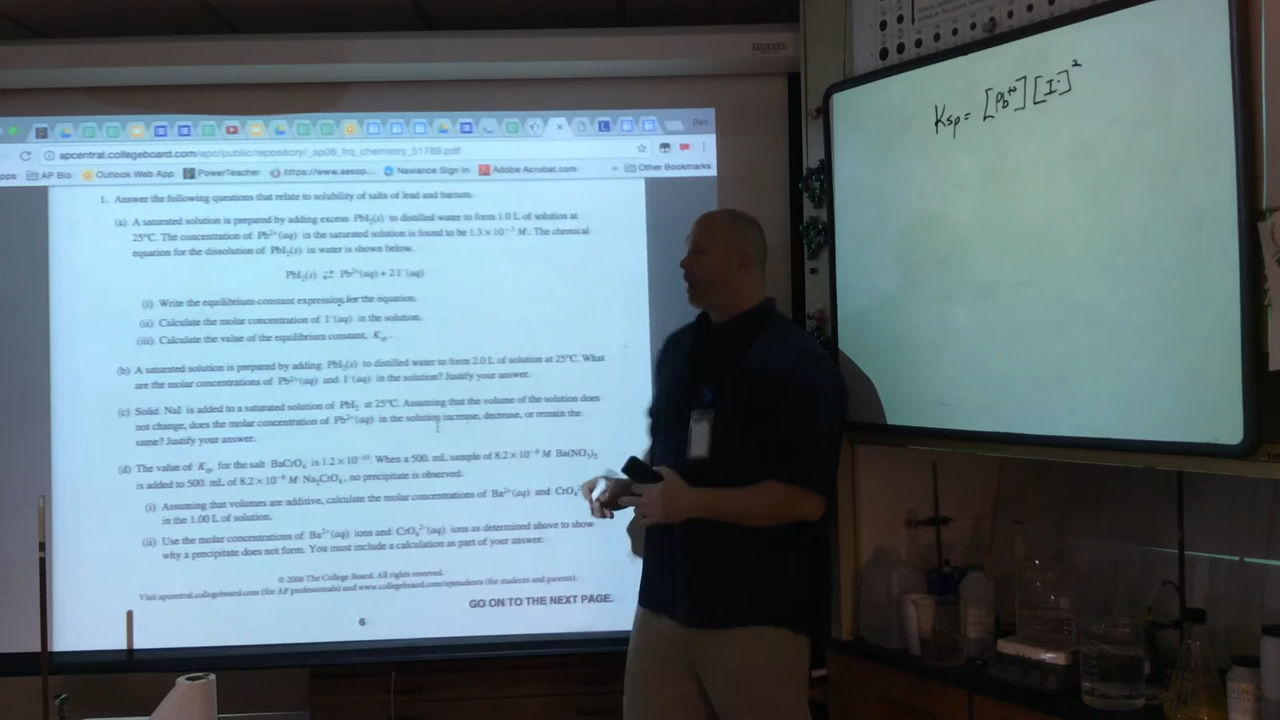 Ben
apcentral.collegeboard.com/apc/public/repository/_sp06_frq_chemistry_51789.pdf
AP Bio Outlook Web App PowerTeacher https://www.aesop... Naviance Sign In Adobe Acrobat.com » Other Bookmarks
1. Answer the following questions that relate to solubility of salts of lead and barium.
(a) A saturated solution is prepared by adding excess PbI₂(s) to distilled water to form 1.0 L of solution at
25°C. The concentration of Pb²⁺(aq) in the saturated solution is found to be 1.3 × 10⁻³ M. The chemical
equation for the dissolution of PbI₂(s) in water is shown below.
PbI₂(s) ⇄ Pb²⁺(aq) + 2 I⁻(aq)
(i) Write the equilibrium-constant expression for the equation.
(ii) Calculate the molar concentration of I⁻(aq) in the solution.
(iii) Calculate the value of the equilibrium constant, Ksp.
(b) A saturated solution is prepared by adding PbI₂(s) to distilled water to form 2.0 L of solution at 25°C. What
are the molar concentrations of Pb²⁺(aq) and I⁻(aq) in the solution? Justify your answer.
(c) Solid NaI is added to a saturated solution of PbI₂ at 25°C. Assuming that the volume of the solution does
not change, does the molar concentration of Pb²⁺(aq) in the solution increase, decrease, or remain the
same? Justify your answer.
(d) The value of Ksp for the salt BaCrO₄ is 1.2 × 10⁻¹⁰. When a 500. mL sample of 8.2 × 10⁻⁶ M Ba(NO₃)₂
is added to 500. mL of 8.2 × 10⁻⁶ M Na₂CrO₄, no precipitate is observed.
(i) Assuming that volumes are additive, calculate the molar concentrations of Ba²⁺(aq) and CrO₄
in the 1.00 L of solution.
(ii) Use the molar concentrations of Ba²⁺(aq) ions and CrO₄²⁻(aq) ions as determined above to show
why a precipitate does not form. You must include a calculation as part of your answer.
© 2006 The College Board. All rights reserved.
Visit apcentral.collegeboard.com (for AP professionals) and www.collegeboard.com/apstudents (for students and parents).
GO ON TO THE NEXT PAGE.
6
Ksp = [Pb⁺²][I⁻]²